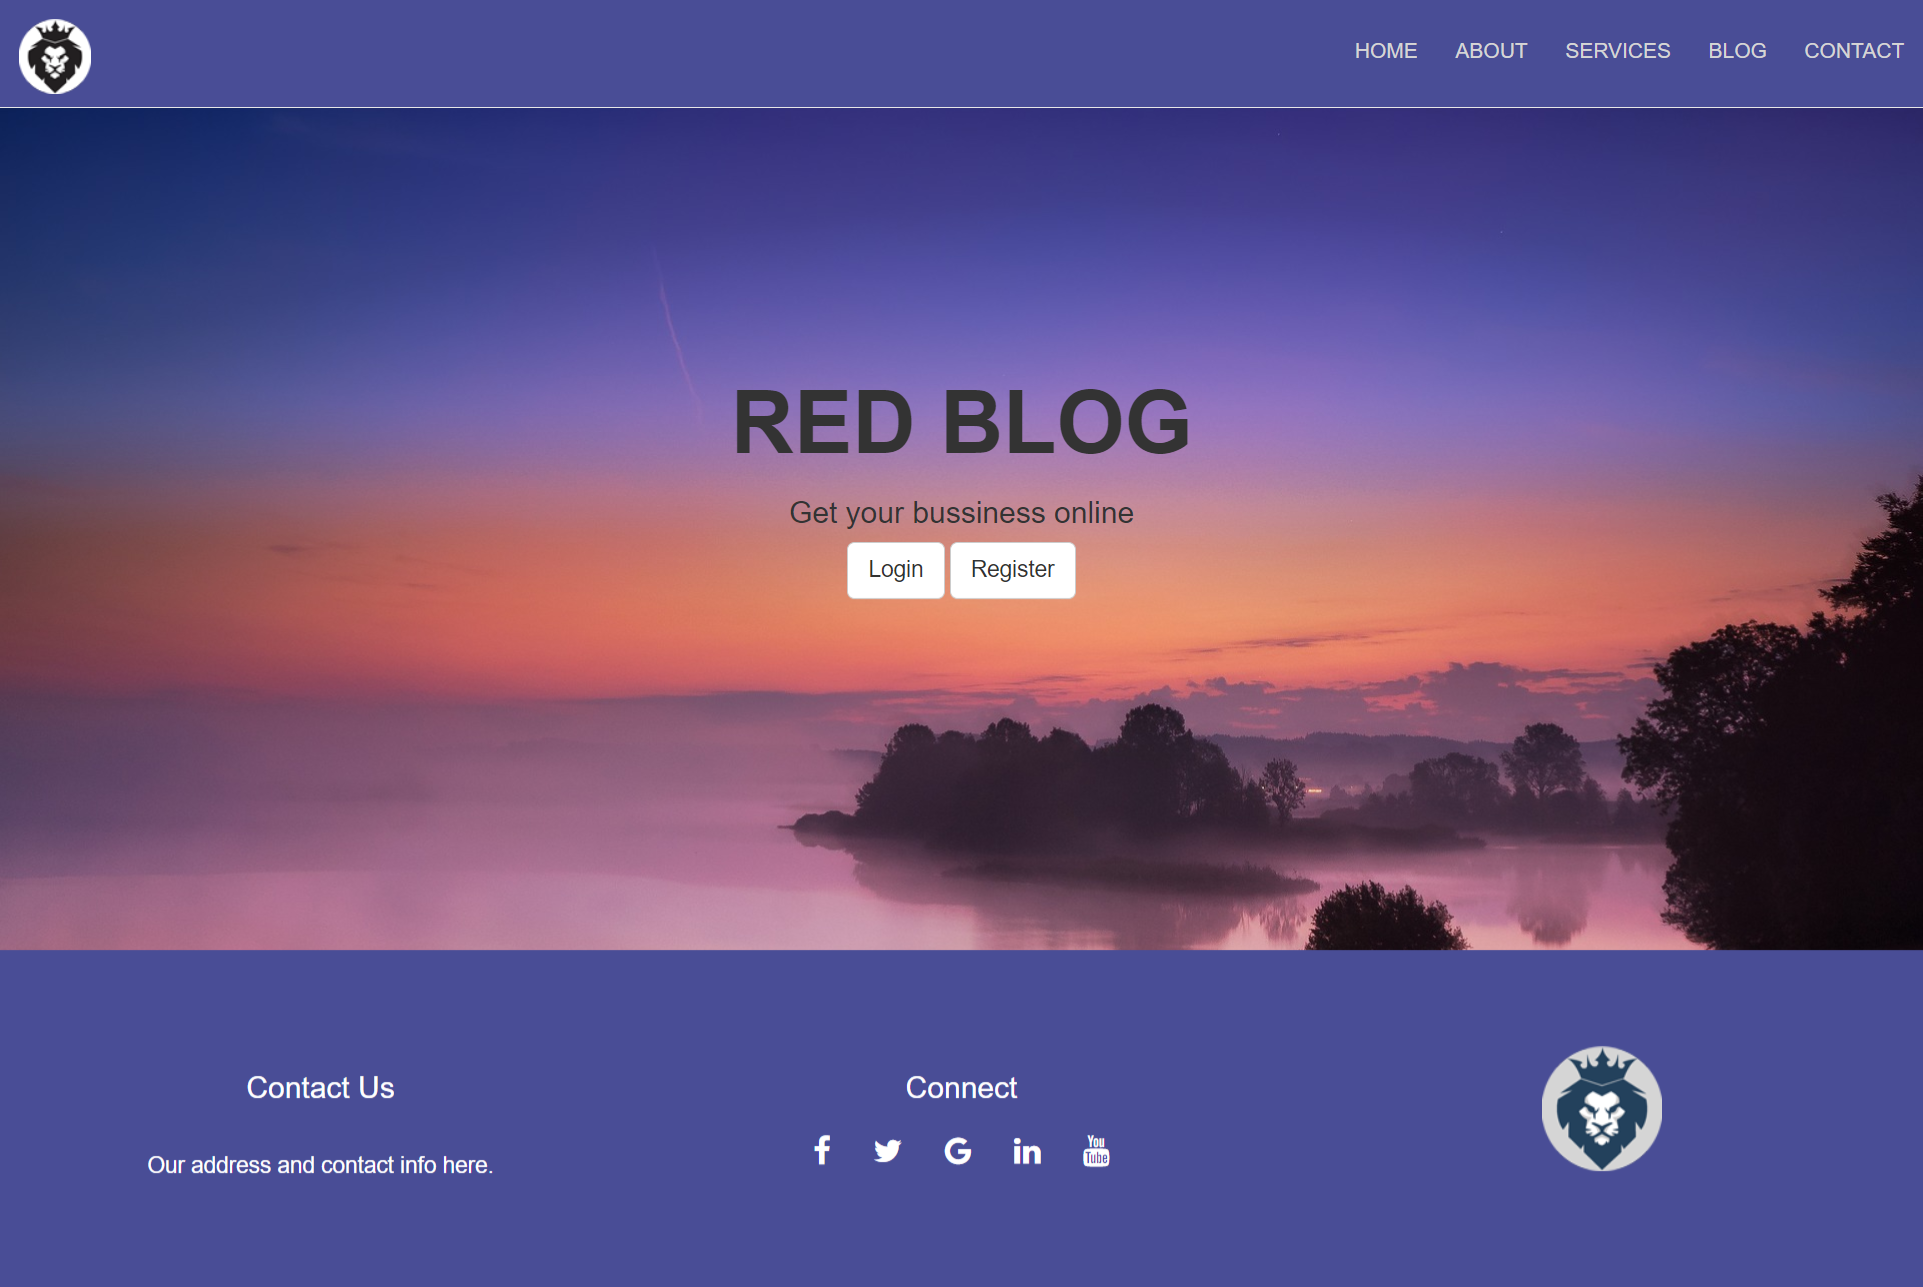 HOME ABOUT SERVICES BLOG CONTACT
RED BLOG
Get your bussiness online
Login Register
Contact Us
Our address and contact info here.
Connect
You
Tube